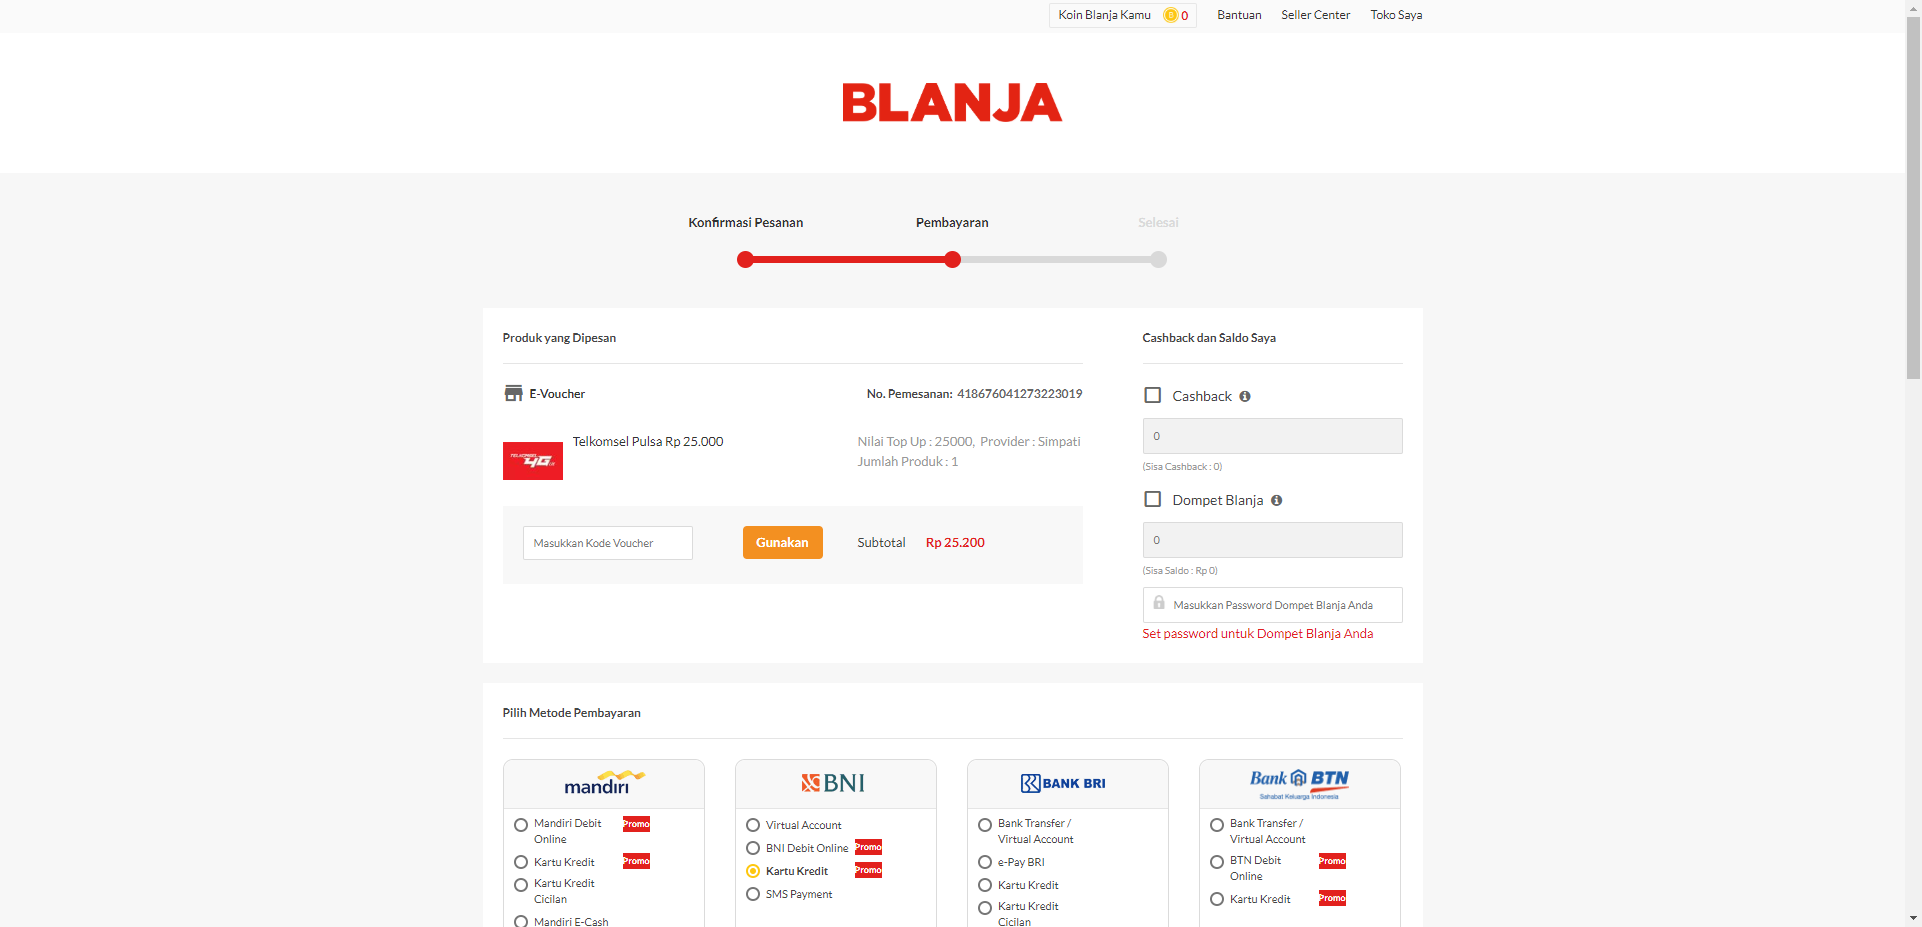 Koin Blanja Kamu 0 Bantuan Seller Center Toko Saya
BLANJA
Konfirmasi Pesanan Pembayaran Selesai
Produk yang Dipesan
E-Voucher No. Pemesanan: 418676041273223019
TELKOMSEL 4G
Telkomsel Pulsa Rp 25.000
Nilai Top Up : 25000, Provider : Simpati
Jumlah Produk : 1
Masukkan Kode Voucher Gunakan Subtotal Rp 25.200
Cashback dan Saldo Saya
Cashback
0
(Sisa Cashback : 0)
Dompet Blanja
0
(Sisa Saldo : Rp 0)
Masukkan Password Dompet Blanja Anda
Set password untuk Dompet Blanja Anda
Pilih Metode Pembayaran
mandiri
Mandiri Debit Promo
Online
Kartu Kredit Promo
Kartu Kredit
Cicilan
Mandiri E-Cash
BNI
Virtual Account
BNI Debit Online Promo
Kartu Kredit Promo
SMS Payment
BANK BRI
Bank Transfer /
Virtual Account
e-Pay BRI
Kartu Kredit
Kartu Kredit
Cicilan
Bank BTN
Sahabat Keluarga Indonesia
Bank Transfer /
Virtual Account
BTN Debit Promo
Online
Kartu Kredit Promo